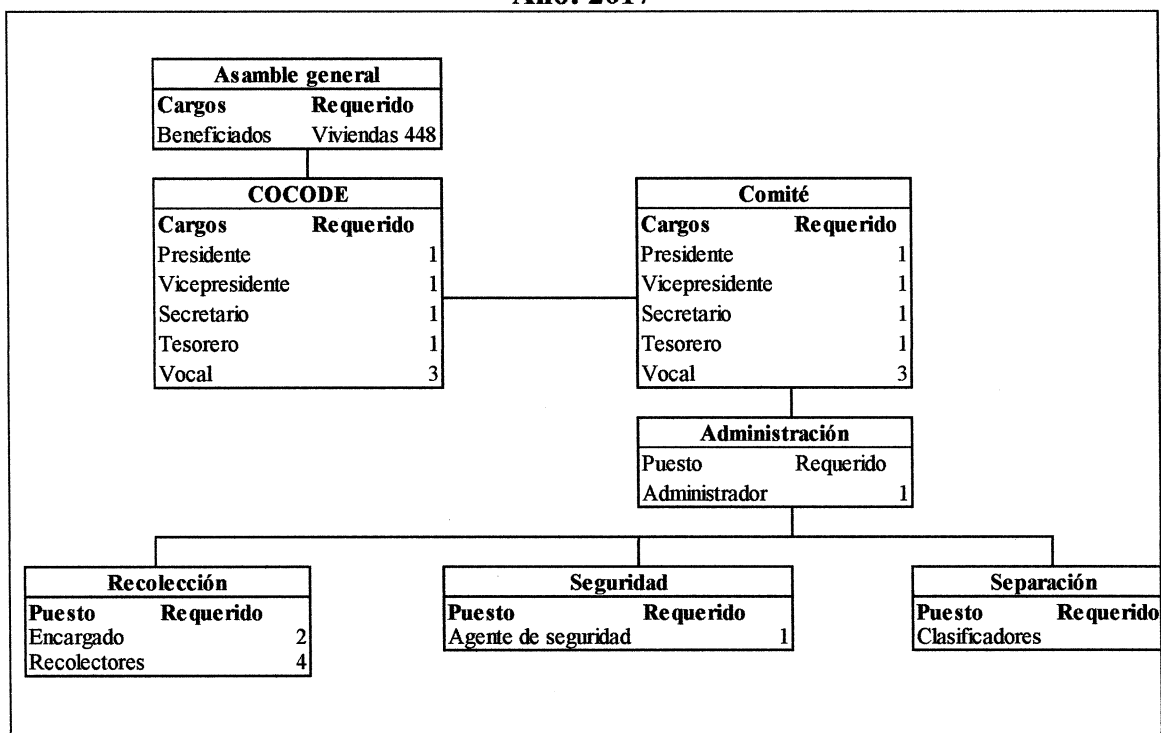 Año: 2017
Asamble general
Cargos Requerido
Beneficiados Viviendas 448
COCODE
Cargos Requerido
Presidente 1
Vicepresidente 1
Secretario 1
Tesorero 1
Vocal 3
Comité
Cargos Requerido
Presidente 1
Vicepresidente 1
Secretario 1
Tesorero 1
Vocal 3
Administración
Puesto Requerido
Administrador 1
Recolección
Puesto Requerido
Encargado 2
Recolectores 4
Seguridad
Puesto Requerido
Agente de seguridad 1
Separación
Puesto Requerido
Clasificadores